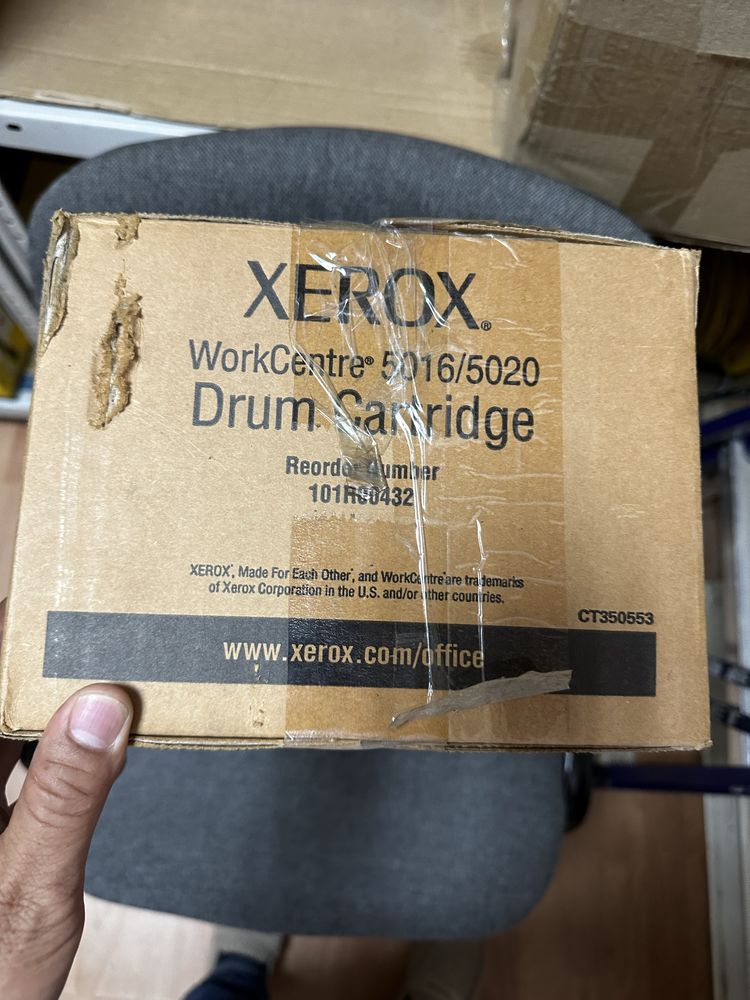 XEROX®
WorkCentre® 5016/5020
Drum Cartridge
Reorder Number
101R00432
XEROX®, Made For Each Other®, and WorkCentre are trademarks
of Xerox Corporation in the U.S. and/or other countries.
CT350553
www.xerox.com/office